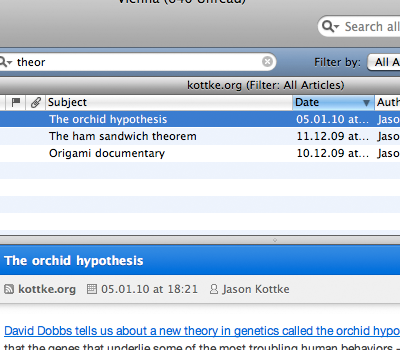 Vienna (640 Unread)
Search all
theor
Filter by: All A
kottke.org (Filter: All Articles)
Subject Date Auth
The orchid hypothesis 05.01.10 at... Jason
The ham sandwich theorem 11.12.09 at... Jason
Origami documentary 10.12.09 at... Jason
The orchid hypothesis
kottke.org 05.01.10 at 18:21 Jason Kottke
David Dobbs tells us about a new theory in genetics called the orchid hypo
that the genes that underlie some of the most troubling human behaviors -